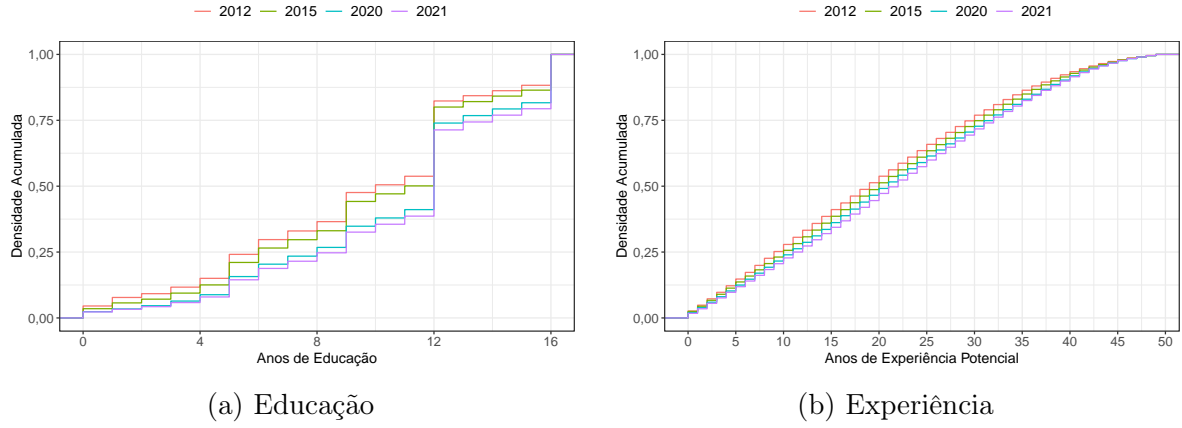 2012 2015 2020 2021
1,00
0,75
0,50
0,25
0,00
Densidade Acumulada
0 4 8 12 16
Anos de Educação
(a) Educação
2012 2015 2020 2021
1,00
0,75
0,50
0,25
0,00
Densidade Acumulada
0 5 10 15 20 25 30 35 40 45 50
Anos de Experiência Potencial
(b) Experiência